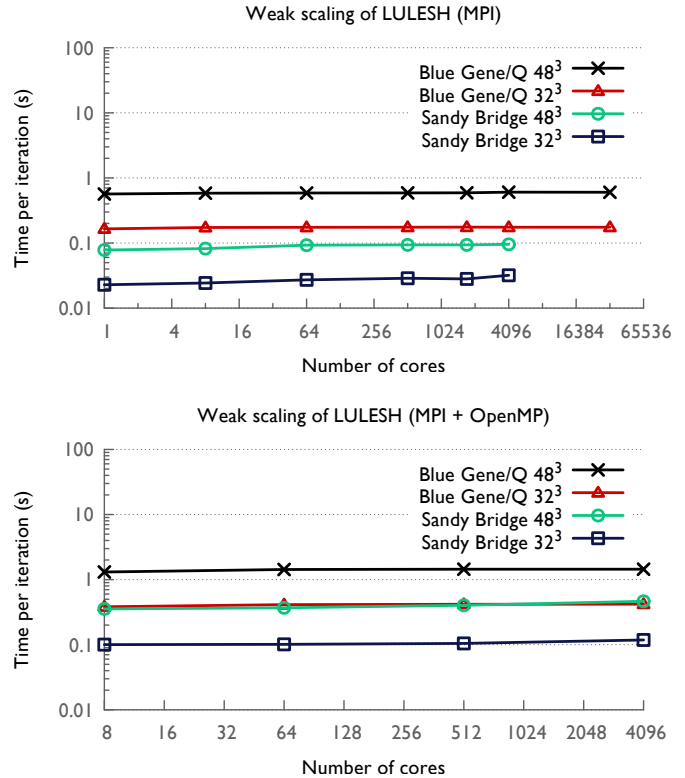 Weak scaling of LULESH (MPI)
100
10
1
0.1
0.01
Time per iteration (s)
Blue Gene/Q 48³
Blue Gene/Q 32³
Sandy Bridge 48³
Sandy Bridge 32³
1 4 16 64 256 1024 4096 16384 65536
Number of cores
Weak scaling of LULESH (MPI + OpenMP)
100
10
1
0.1
0.01
Time per iteration (s)
Blue Gene/Q 48³
Blue Gene/Q 32³
Sandy Bridge 48³
Sandy Bridge 32³
8 16 32 64 128 256 512 1024 2048 4096
Number of cores